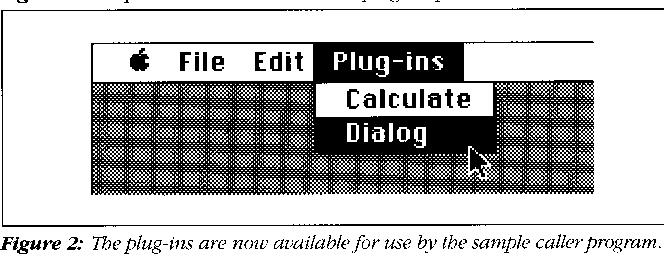 File Edit Plug-ins
Calculate
Dialog
Figure 2: The plug-ins are now available for use by the sample caller program.